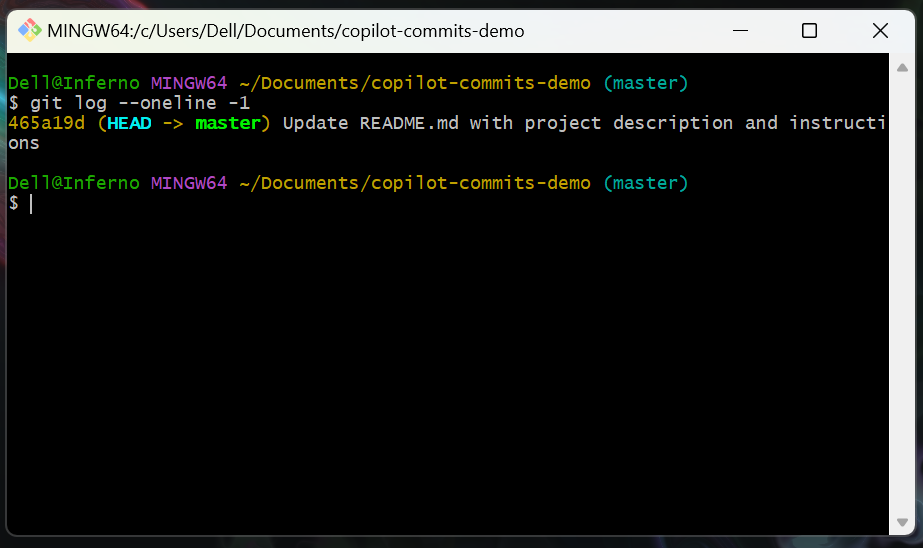 MINGW64:/c/Users/Dell/Documents/copilot-commits-demo
Dell@Inferno MINGW64 ~/Documents/copilot-commits-demo (master)
$ git log --oneline -1
465a19d (HEAD -> master) Update README.md with project description and instructi
ons
Dell@Inferno MINGW64 ~/Documents/copilot-commits-demo (master)
$